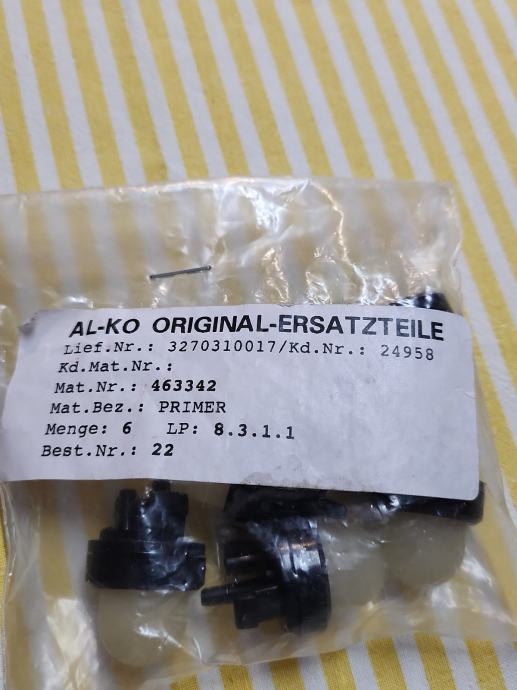 AL-KO ORIGINAL-ERSATZTEILE
Lief.Nr.: 3270310017/Kd.Nr.: 24958
Kd.Mat.Nr.:
Mat.Nr.: 463342
Mat.Bez.: PRIMER
Menge: 6 LP: 8.3.1.1
Best.Nr.: 22